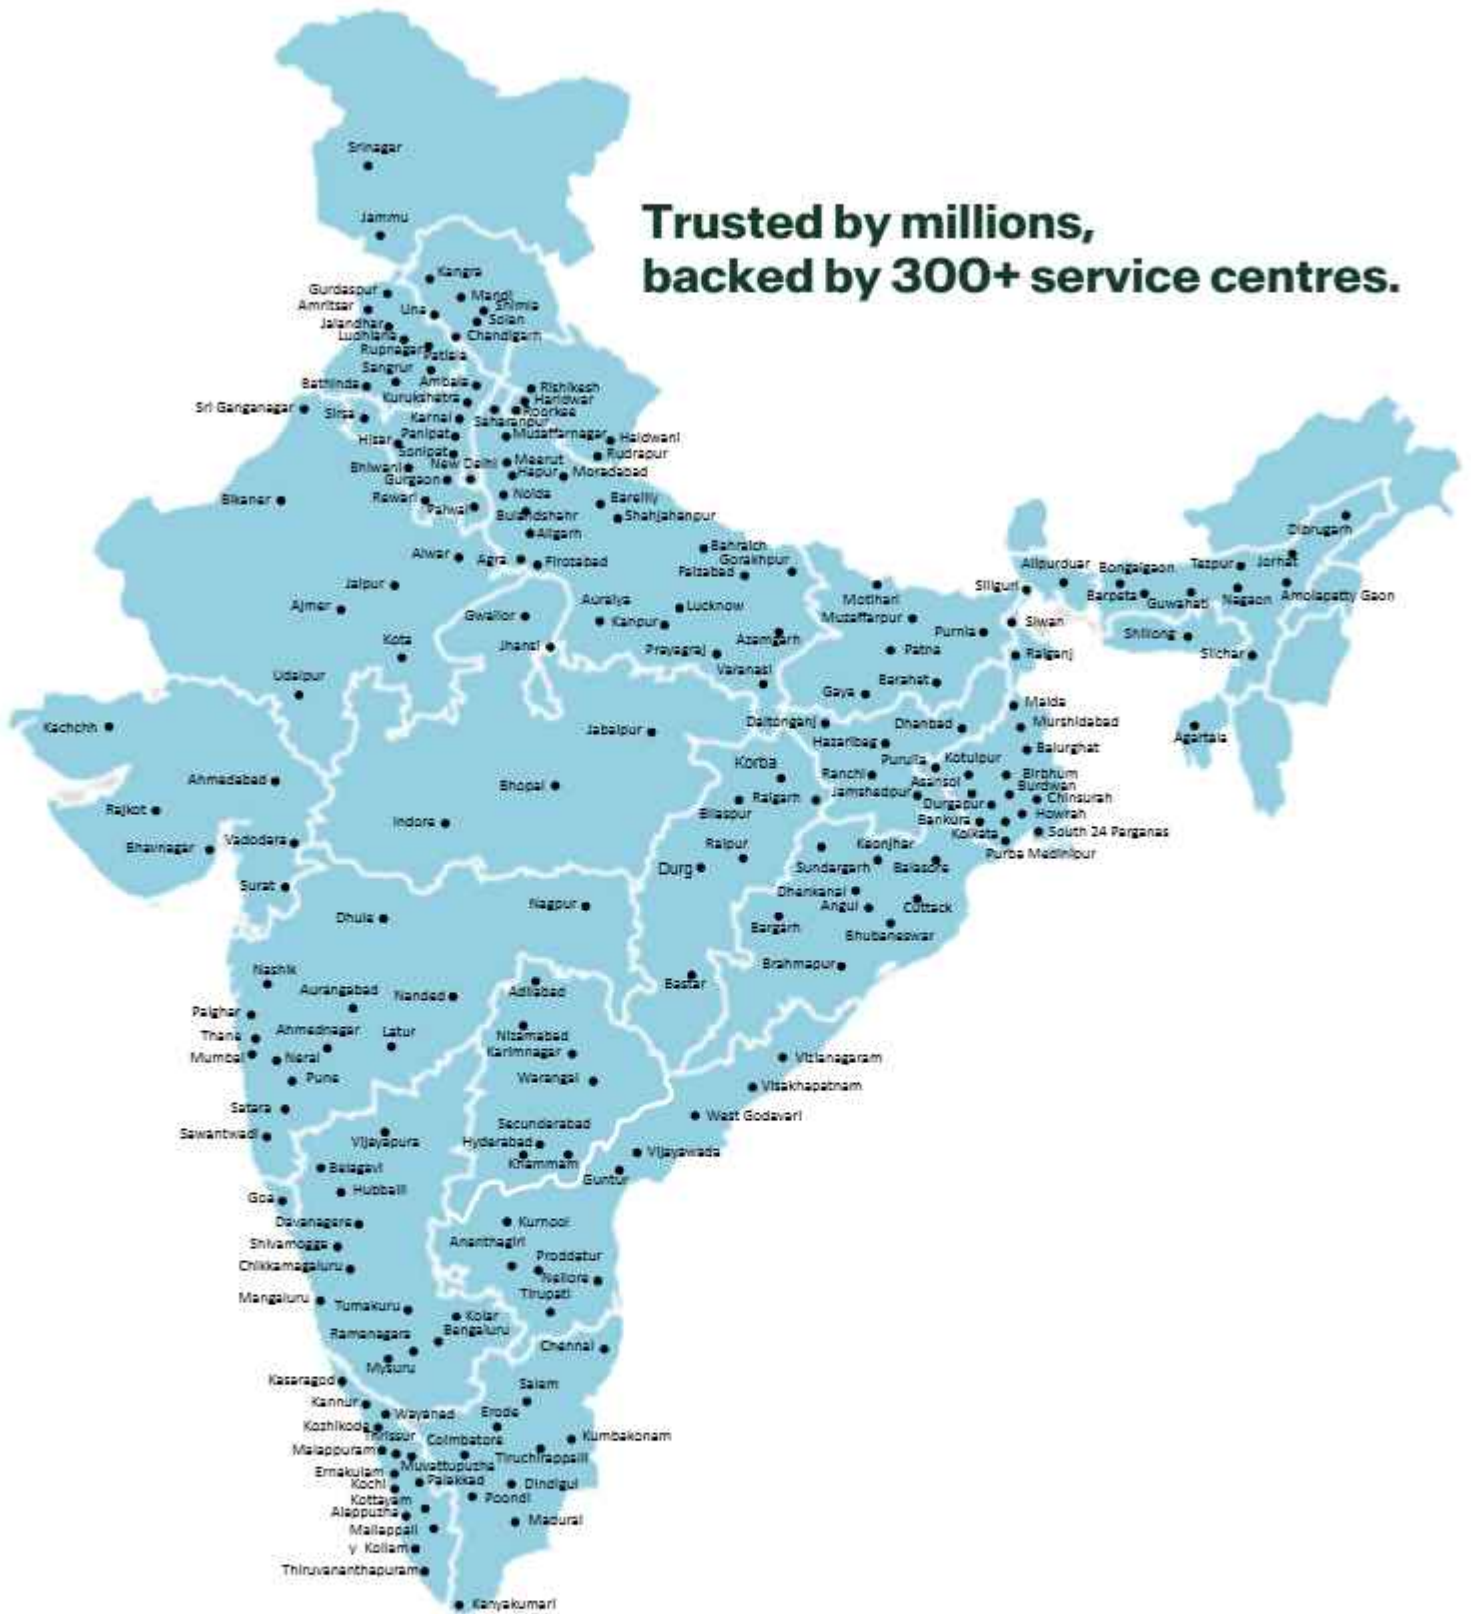 Srinagar
Jammu
Trusted by millions,
backed by 300+ service centres.
Kangra
Gurdaspur
Mandi
Amritsar
Una
Shimla
Solan
Jalandhar
Ludhiana
Chandigarh
Rupnagar
Patiala
Sangrur
Bathinda
Ambala
Rishikesh
Kurukshetra
Haridwar
Sri Ganganagar
Sirsa
Karnal
Roorkee
Saharanpur
Hisar
Panipat
Muzaffarnagar
Haldwani
Sonipat
Rudrapur
Bhiwani
New Delhi
Meerut
Gurgaon
Hapur
Moradabad
Bikaner
Rewari
Noida
Bareilly
Palwal
Bulandshahr
Shahjahanpur
Aligarh
Dibrugarh
Alwar
Agra
Firozabad
Bahraich
Gorakhpur
Faizabad
Alipurduar
Bongaigaon
Tezpur
Jorhat
Jaipur
Siliguri
Ajmer
Auraiya
Lucknow
Motihari
Barpeta
Guwahati
Nagaon
Amolapatty Gaon
Gwalior
Kanpur
Muzaffarpur
Siwan
Kota
Jhansi
Azamgarh
Purnia
Shillong
Prayagraj
Patna
Raiganj
Silchar
Udaipur
Varanasi
Gaya
Barahat
Malda
Kachchh
Jabalpur
Daltonganj
Dhanbad
Murshidabad
Agartala
Hazaribag
Balurghat
Korba
Purulia
Kotulpur
Ahmedabad
Bhopal
Ranchi
Asansol
Birbhum
Burdwan
Raigarh
Jamshedpur
Durgapur
Chinsurah
Rajkot
Bilaspur
Bankura
Howrah
Indore
Kolkata
South 24 Parganas
Bhavnagar
Vadodara
Raipur
Keonjhar
Purba Medinipur
Durg
Sundargarh
Balasore
Surat
Dhenkanal
Dhule
Nagpur
Angul
Cuttack
Bargarh
Bhubaneswar
Nashik
Brahmapur
Aurangabad
Nanded
Adilabad
Bastar
Palghar
Ahmednagar
Latur
Thane
Nizamabad
Mumbai
Neral
Karimnagar
Vizianagaram
Pune
Warangal
Visakhapatnam
Satara
West Godavari
Secunderabad
Sawantwadi
Vijayapura
Hyderabad
Khammam
Vijayawada
Belagavi
Guntur
Goa
Hubballi
Davanagere
Kurnool
Shivamogga
Ananthagiri
Chikkamagaluru
Proddatur
Nellore
Mangaluru
Tirupati
Tumakuru
Kolar
Ramanagara
Bengaluru
Chennai
Mysuru
Kasaragod
Salem
Kannur
Wayanad
Erode
Kozhikode
Thrissur
Coimbatore
Kumbakonam
Malappuram
Tiruchirappalli
Muvattupuzha
Ernakulam
Palakkad
Dindigul
Kochi
Kottayam
Poondi
Alappuzha
Madurai
Mallappall
y Kollam
Thiruvananthapuram
Kanyakumari